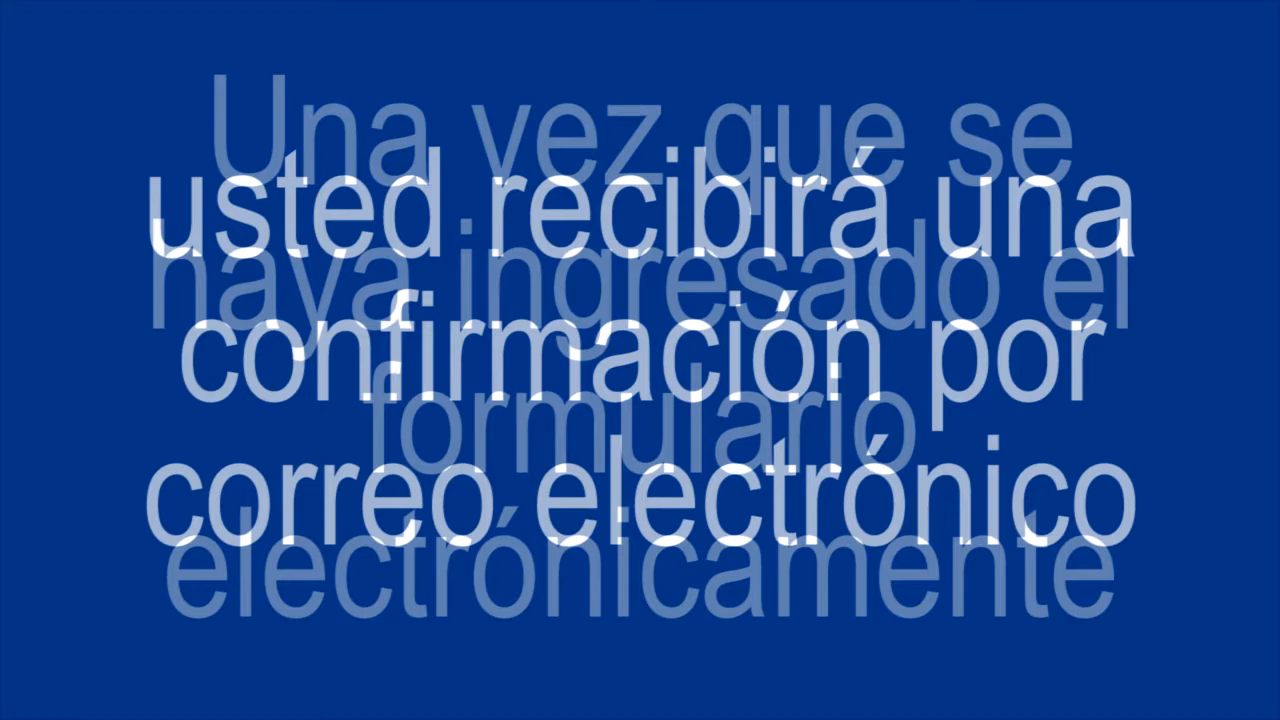 Una vez que se
haya ingresado el
formulario
electrónicamente
usted recibirá una
confirmación por
correo electrónico